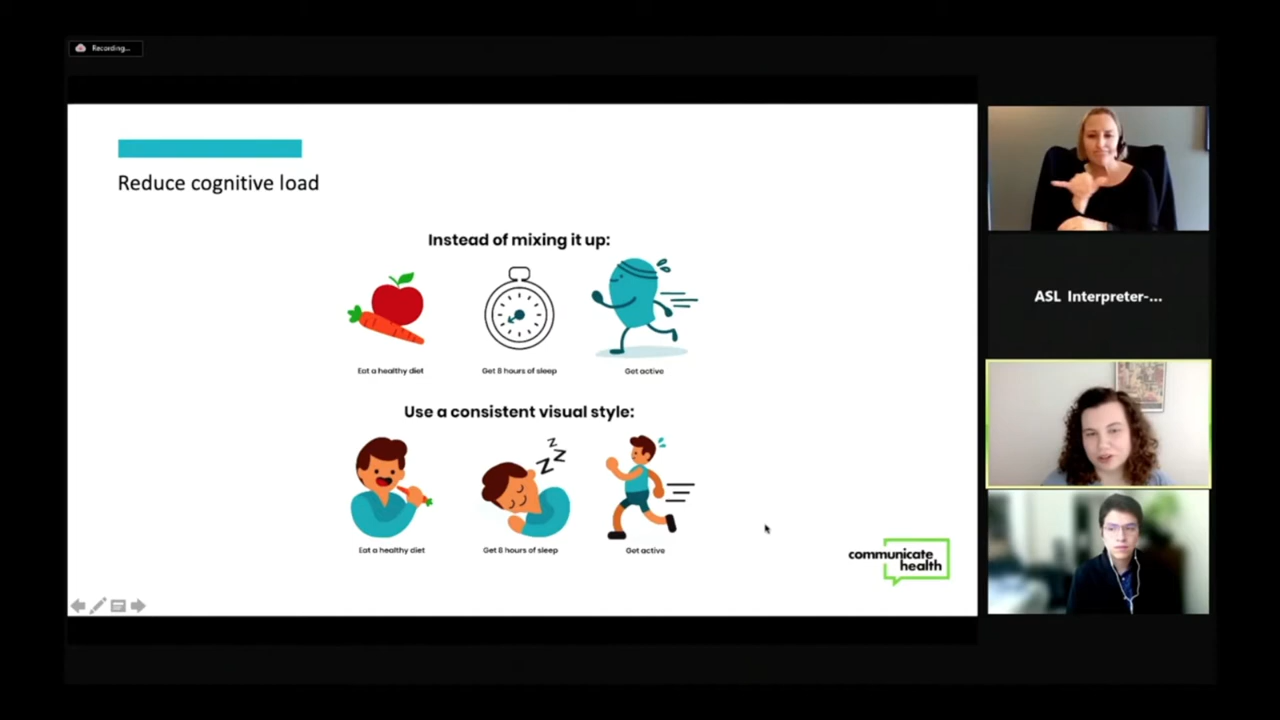 Recording...
Reduce cognitive load
Instead of mixing it up:
Eat a healthy diet
Get 8 hours of sleep
Get active
Use a consistent visual style:
z
z
z
Eat a healthy diet
Get 8 hours of sleep
Get active
communicate
health
ASL Interpreter-...